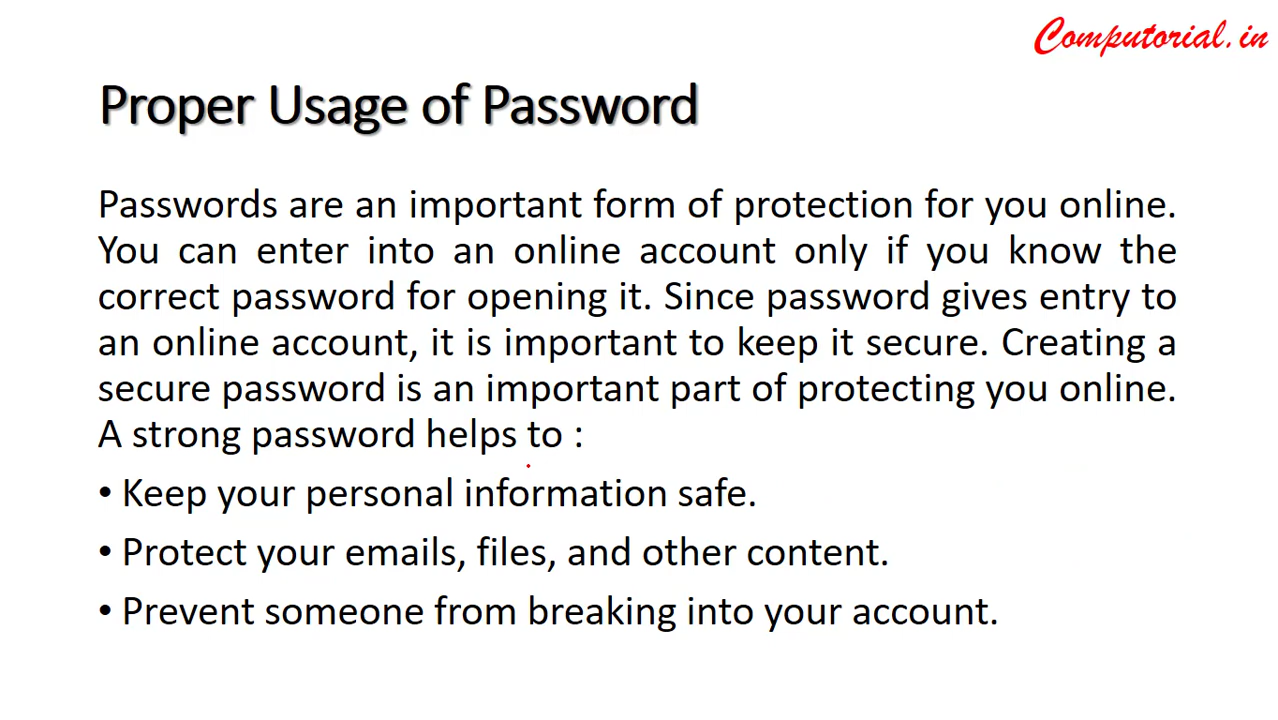 Computorial.in
Proper Usage of Password
Passwords are an important form of protection for you online.
You can enter into an online account only if you know the
correct password for opening it. Since password gives entry to
an online account, it is important to keep it secure. Creating a
secure password is an important part of protecting you online.
A strong password helps to :
• Keep your personal information safe.
• Protect your emails, files, and other content.
• Prevent someone from breaking into your account.